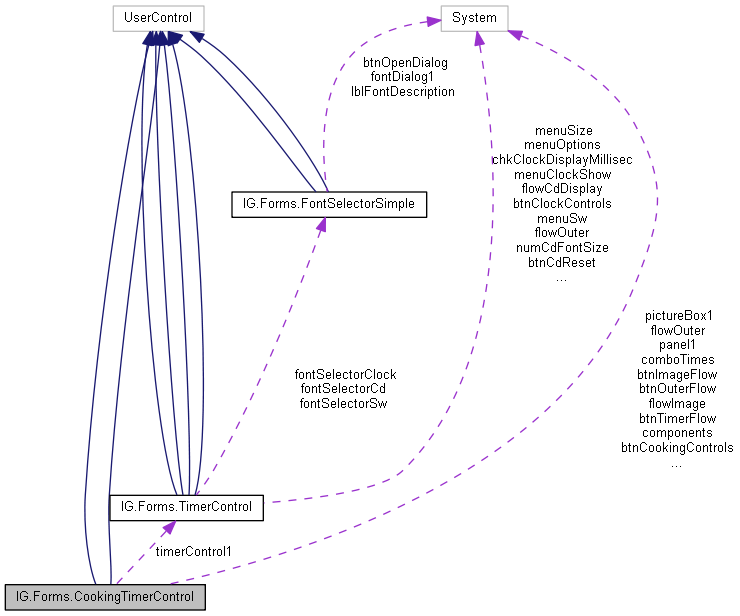 UserControl
System
btnOpenDialog
fontDialog1
lblFontDescription
menuSize
menuOptions
chkClockDisplayMillisec
menuClockShow
flowCdDisplay
btnClockControls
menuSw
flowOuter
numCdFontSize
btnCdReset
...
IG.Forms.FontSelectorSimple
pictureBox1
flowOuter
panel1
comboTimes
btnImageFlow
btnOuterFlow
flowImage
btnTimerFlow
components
btnCookingControls
...
fontSelectorClock
fontSelectorCd
fontSelectorSw
IG.Forms.TimerControl
timerControl1
IG.Forms.CookingTimerControl